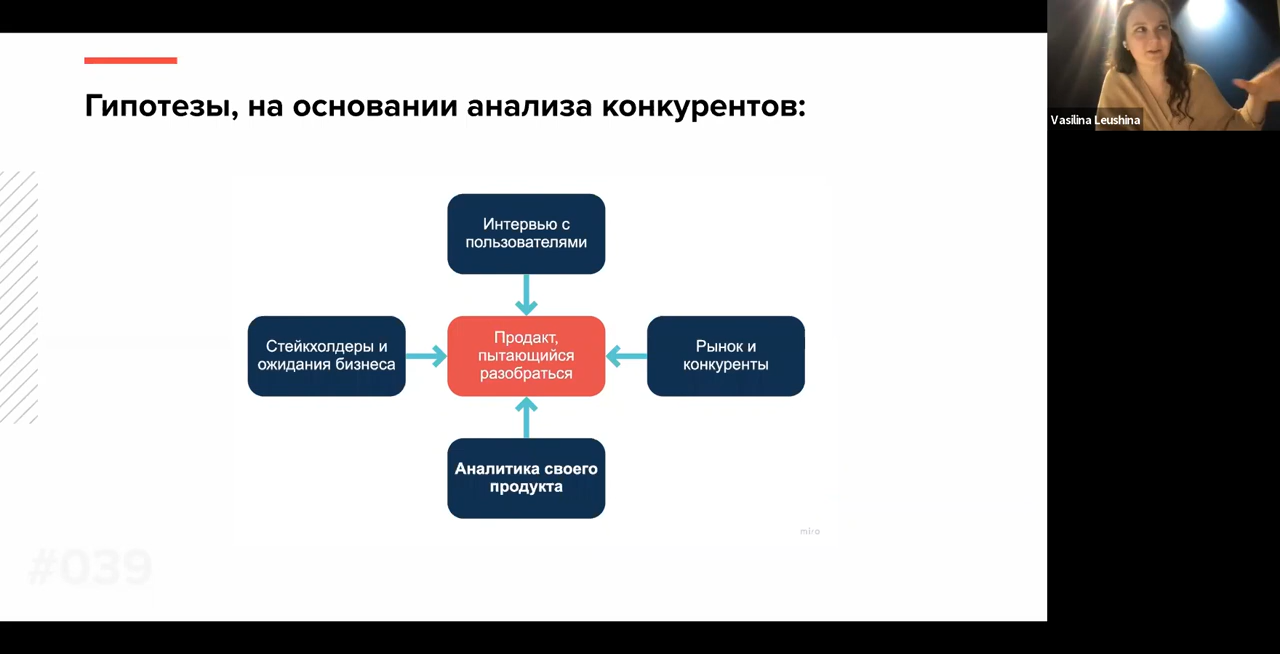 Гипотезы, на основании анализа конкурентов:
Vasilina Leushina
Интервью с
пользователями
Стейкхолдеры и
ожидания бизнеса
Продакт,
пытающийся
разобраться
Рынок и
конкуренты
Аналитика своего
продукта
miro
#039